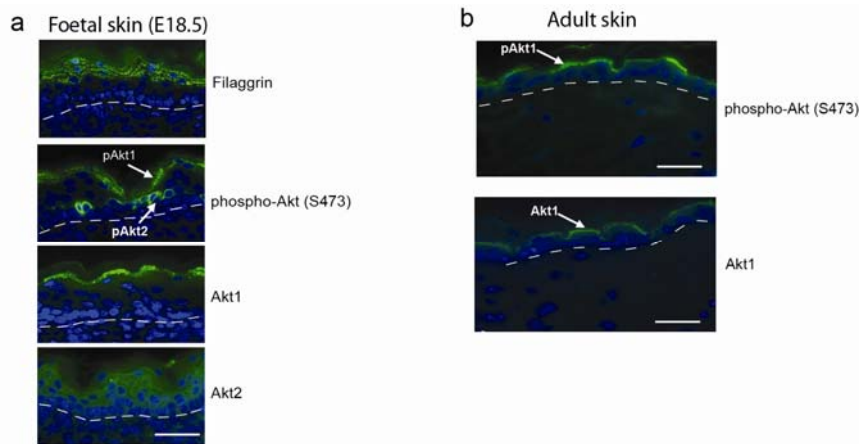 a
Foetal skin (E18.5)
Filaggrin
pAkt1
pAkt2
phospho-Akt (S473)
Akt1
Akt2
b
Adult skin
pAkt1
phospho-Akt (S473)
Akt1
Akt1